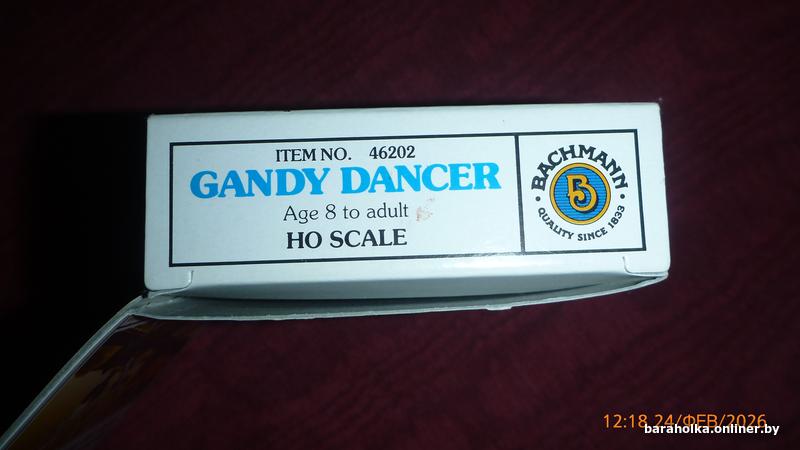 ITEM NO. 46202
GANDY DANCER
Age 8 to adult
HO SCALE
BACHMANN
B
QUALITY SINCE 1833
12:18 24/ФЕВ/2026
baraholka.onliner.by